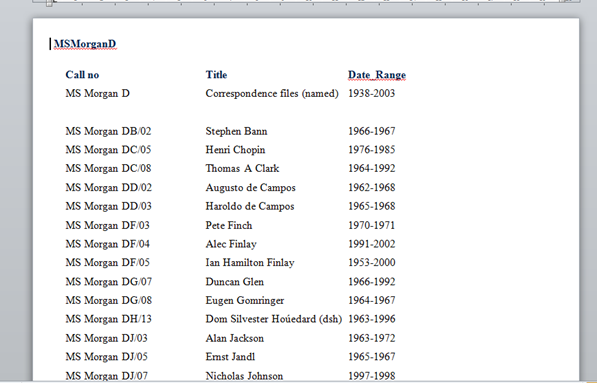 MSMorganD
Call no Title Date_Range
MS Morgan D Correspondence files (named) 1938-2003
MS Morgan DB/02 Stephen Bann 1966-1967
MS Morgan DC/05 Henri Chopin 1976-1985
MS Morgan DC/08 Thomas A Clark 1964-1992
MS Morgan DD/02 Augusto de Campos 1962-1968
MS Morgan DD/03 Haroldo de Campos 1965-1968
MS Morgan DF/03 Pete Finch 1970-1971
MS Morgan DF/04 Alec Finlay 1991-2002
MS Morgan DF/05 Ian Hamilton Finlay 1953-2000
MS Morgan DG/07 Duncan Glen 1966-1992
MS Morgan DG/08 Eugen Gomringer 1964-1967
MS Morgan DH/13 Dom Silvester Hoúedard (dsh) 1963-1996
MS Morgan DJ/03 Alan Jackson 1963-1972
MS Morgan DJ/05 Ernst Jandl 1965-1967
MS Morgan DJ/07 Nicholas Johnson 1997-1998